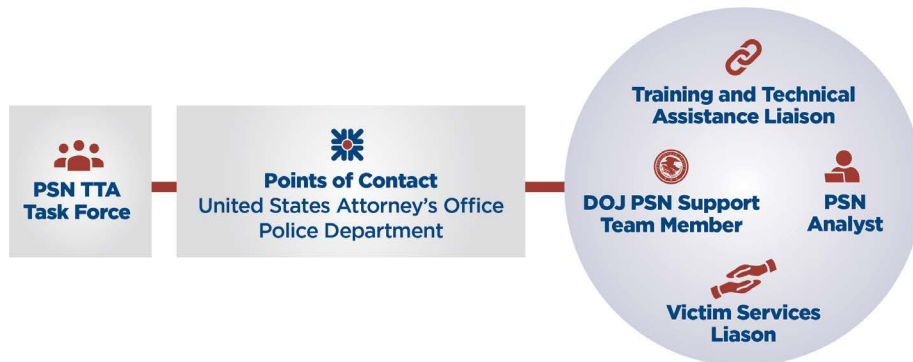 PSN TTA
Task Force
Points of Contact
United States Attorney's Office
Police Department
Training and Technical
Assistance Liaison
DOJ PSN Support
Team Member
PSN
Analyst
Victim Services
Liason